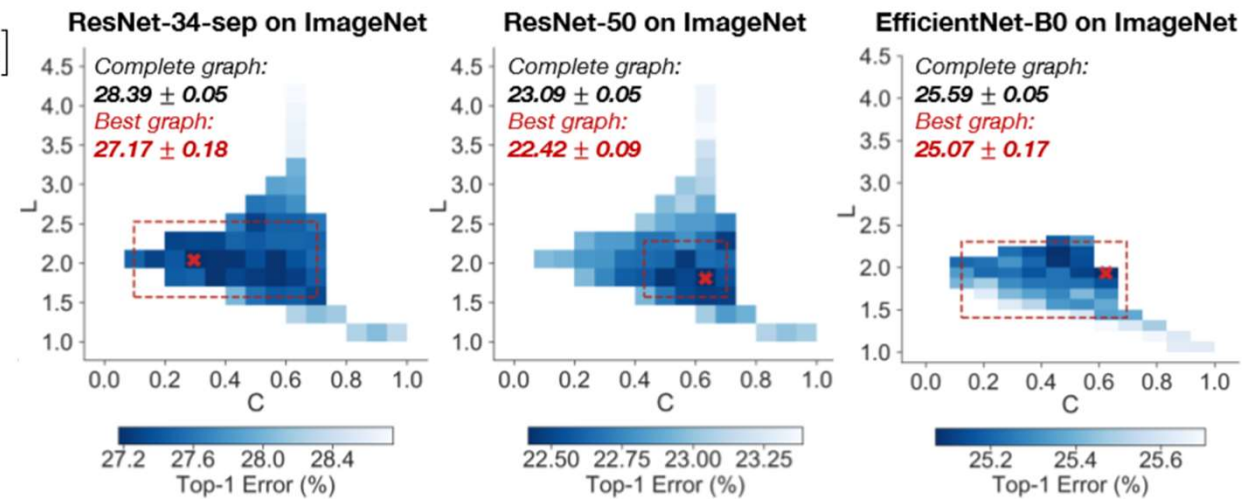 ]
ResNet-34-sep on ImageNet
Complete graph:
28.39 ± 0.05
Best graph:
27.17 ± 0.18
L
4.5
4.0
3.5
3.0
2.5
2.0
1.5
1.0
0.0 0.2 0.4 0.6 0.8 1.0
C
27.2 27.6 28.0 28.4
Top-1 Error (%)
ResNet-50 on ImageNet
Complete graph:
23.09 ± 0.05
Best graph:
22.42 ± 0.09
L
4.5
4.0
3.5
3.0
2.5
2.0
1.5
1.0
0.0 0.2 0.4 0.6 0.8 1.0
C
22.50 22.75 23.00 23.25
Top-1 Error (%)
EfficientNet-B0 on ImageNet
Complete graph:
25.59 ± 0.05
Best graph:
25.07 ± 0.17
L
4.5
4.0
3.5
3.0
2.5
2.0
1.5
1.0
0.0 0.2 0.4 0.6 0.8 1.0
C
25.2 25.4 25.6
Top-1 Error (%)